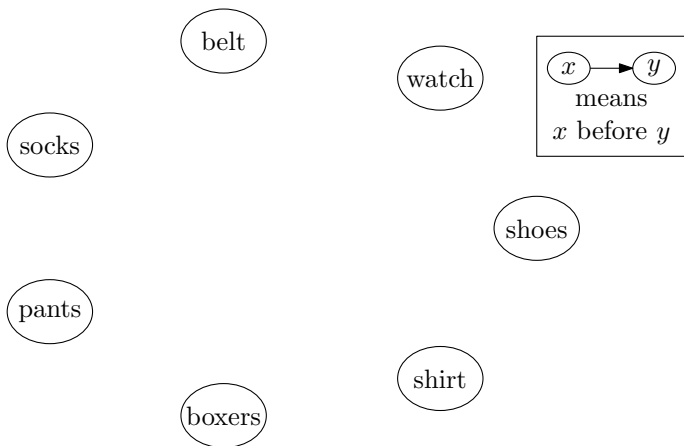 belt
watch
x y
means
x before y
socks
shoes
pants
shirt
boxers